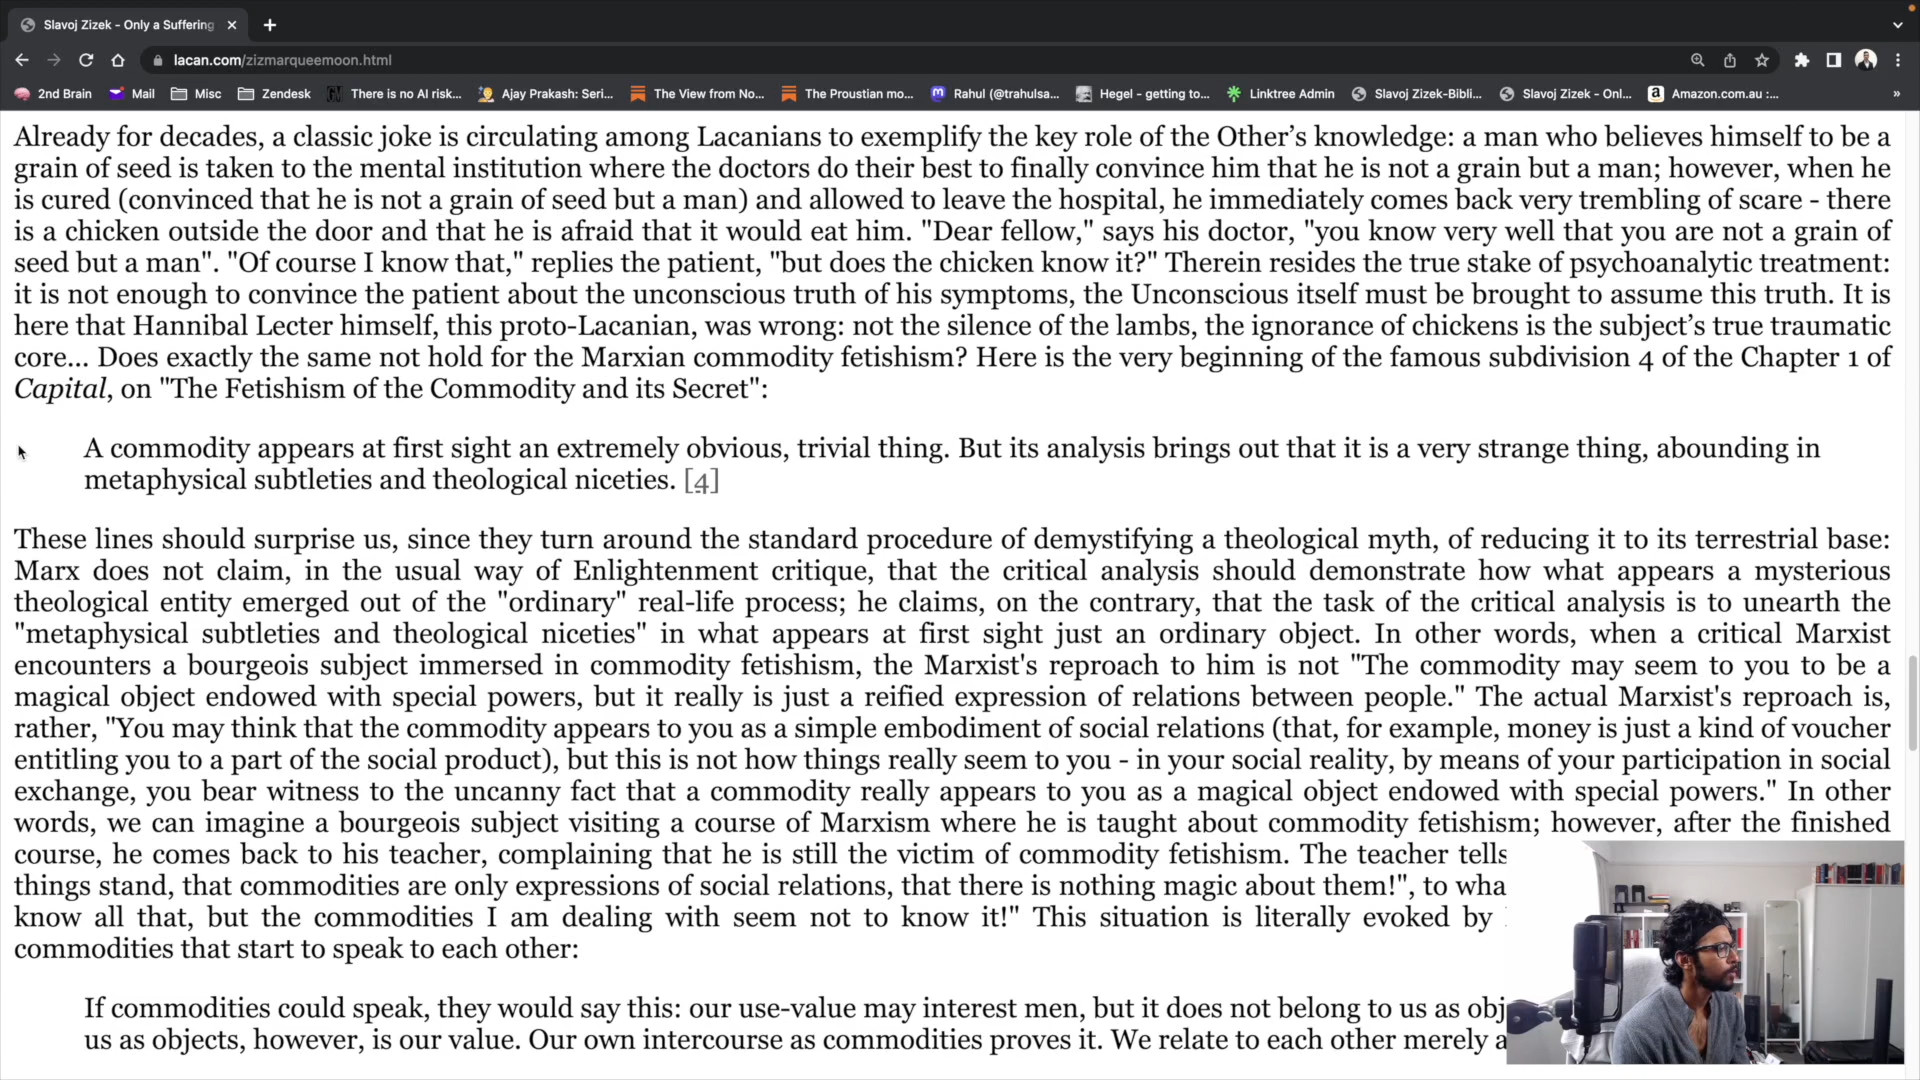 Slavoj Zizek - Only a Suffering
lacan.com/zizmarqueemoon.html
2nd Brain Mail Misc Zendesk There is no AI risk... Ajay Prakash: Seri... The View from No... The Proustian mo... Rahul (@trahulsa... Hegel - getting to... Linktree Admin Slavoj Zizek-Bibli... Slavoj Zizek - Onl... Amazon.com.au :... »
Already for decades, a classic joke is circulating among Lacanians to exemplify the key role of the Other's knowledge: a man who believes himself to be a
grain of seed is taken to the mental institution where the doctors do their best to finally convince him that he is not a grain but a man; however, when he
is cured (convinced that he is not a grain of seed but a man) and allowed to leave the hospital, he immediately comes back very trembling of scare - there
is a chicken outside the door and that he is afraid that it would eat him. "Dear fellow," says his doctor, "you know very well that you are not a grain of
seed but a man". "Of course I know that," replies the patient, "but does the chicken know it?" Therein resides the true stake of psychoanalytic treatment:
it is not enough to convince the patient about the unconscious truth of his symptoms, the Unconscious itself must be brought to assume this truth. It is
here that Hannibal Lecter himself, this proto-Lacanian, was wrong: not the silence of the lambs, the ignorance of chickens is the subject's true traumatic
core... Does exactly the same not hold for the Marxian commodity fetishism? Here is the very beginning of the famous subdivision 4 of the Chapter 1 of
Capital, on "The Fetishism of the Commodity and its Secret":
A commodity appears at first sight an extremely obvious, trivial thing. But its analysis brings out that it is a very strange thing, abounding in
metaphysical subtleties and theological niceties. [4]
These lines should surprise us, since they turn around the standard procedure of demystifying a theological myth, of reducing it to its terrestrial base:
Marx does not claim, in the usual way of Enlightenment critique, that the critical analysis should demonstrate how what appears a mysterious
theological entity emerged out of the "ordinary" real-life process; he claims, on the contrary, that the task of the critical analysis is to unearth the
"metaphysical subtleties and theological niceties" in what appears at first sight just an ordinary object. In other words, when a critical Marxist
encounters a bourgeois subject immersed in commodity fetishism, the Marxist's reproach to him is not "The commodity may seem to you to be a
magical object endowed with special powers, but it really is just a reified expression of relations between people." The actual Marxist's reproach is,
rather, "You may think that the commodity appears to you as a simple embodiment of social relations (that, for example, money is just a kind of voucher
entitling you to a part of the social product), but this is not how things really seem to you - in your social reality, by means of your participation in social
exchange, you bear witness to the uncanny fact that a commodity really appears to you as a magical object endowed with special powers." In other
words, we can imagine a bourgeois subject visiting a course of Marxism where he is taught about commodity fetishism; however, after the finished
course, he comes back to his teacher, complaining that he is still the victim of commodity fetishism. The teacher tells
things stand, that commodities are only expressions of social relations, that there is nothing magic about them!", to wha
know all that, but the commodities I am dealing with seem not to know it!" This situation is literally evoked by
commodities that start to speak to each other:
If commodities could speak, they would say this: our use-value may interest men, but it does not belong to us as obj
us as objects, however, is our value. Our own intercourse as commodities proves it. We relate to each other merely a